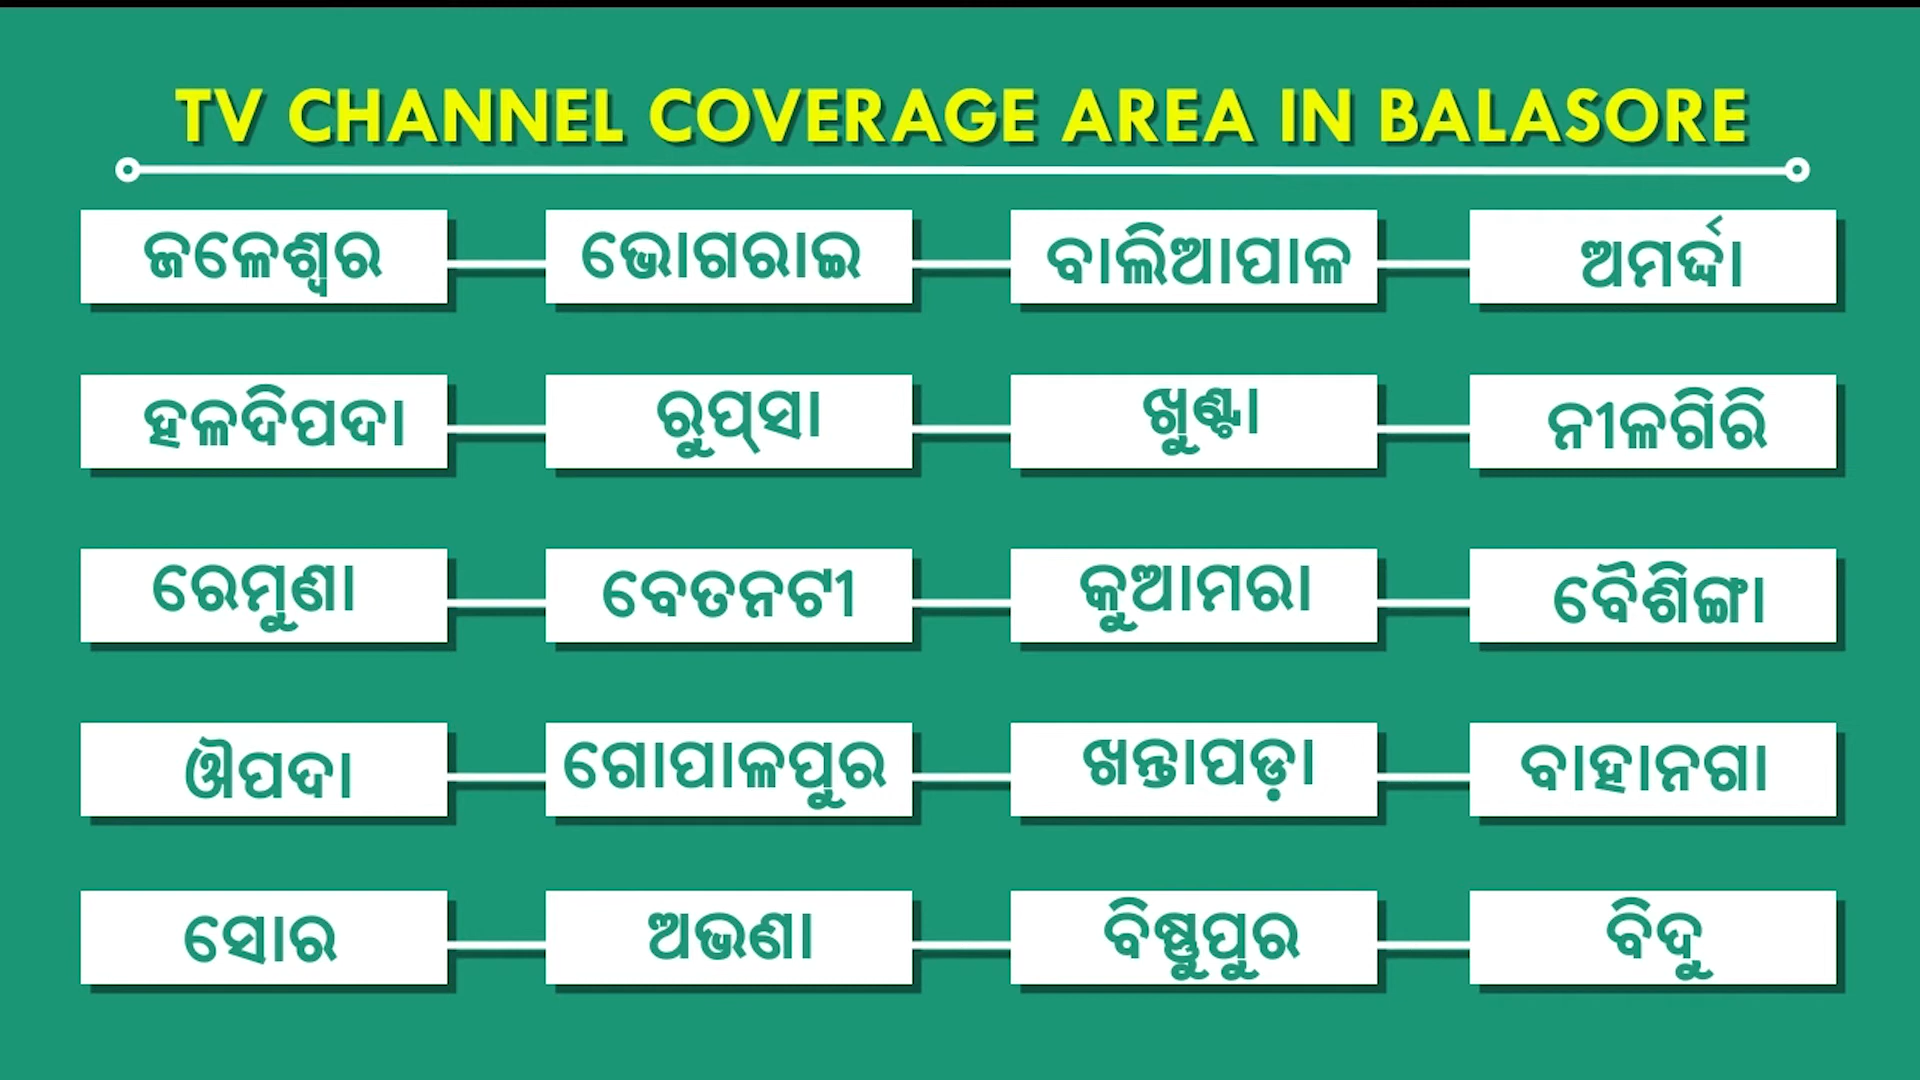 TV CHANNEL COVERAGE AREA IN BALASORE
ଜଳେଶ୍ୱର ଭୋଗରାଇ ବାଲିଆପାଳ ଅମର୍ଦ୍ଦା
ହଳଦିପଦା ରୁପ୍‌ସା ଖୁଣ୍ଟା ନୀଳଗିରି
ରେମୁଣା ବେତନଟୀ କୁଆମରା ବୈଶିଙ୍ଗା
ଔପଦା ଗୋପାଳପୁର ଖନ୍ତାପଡ଼ା ବାହାନଗା
ସୋର ଅଭଣା ବିଷ୍ଣୁପୁର ବିଦୁ